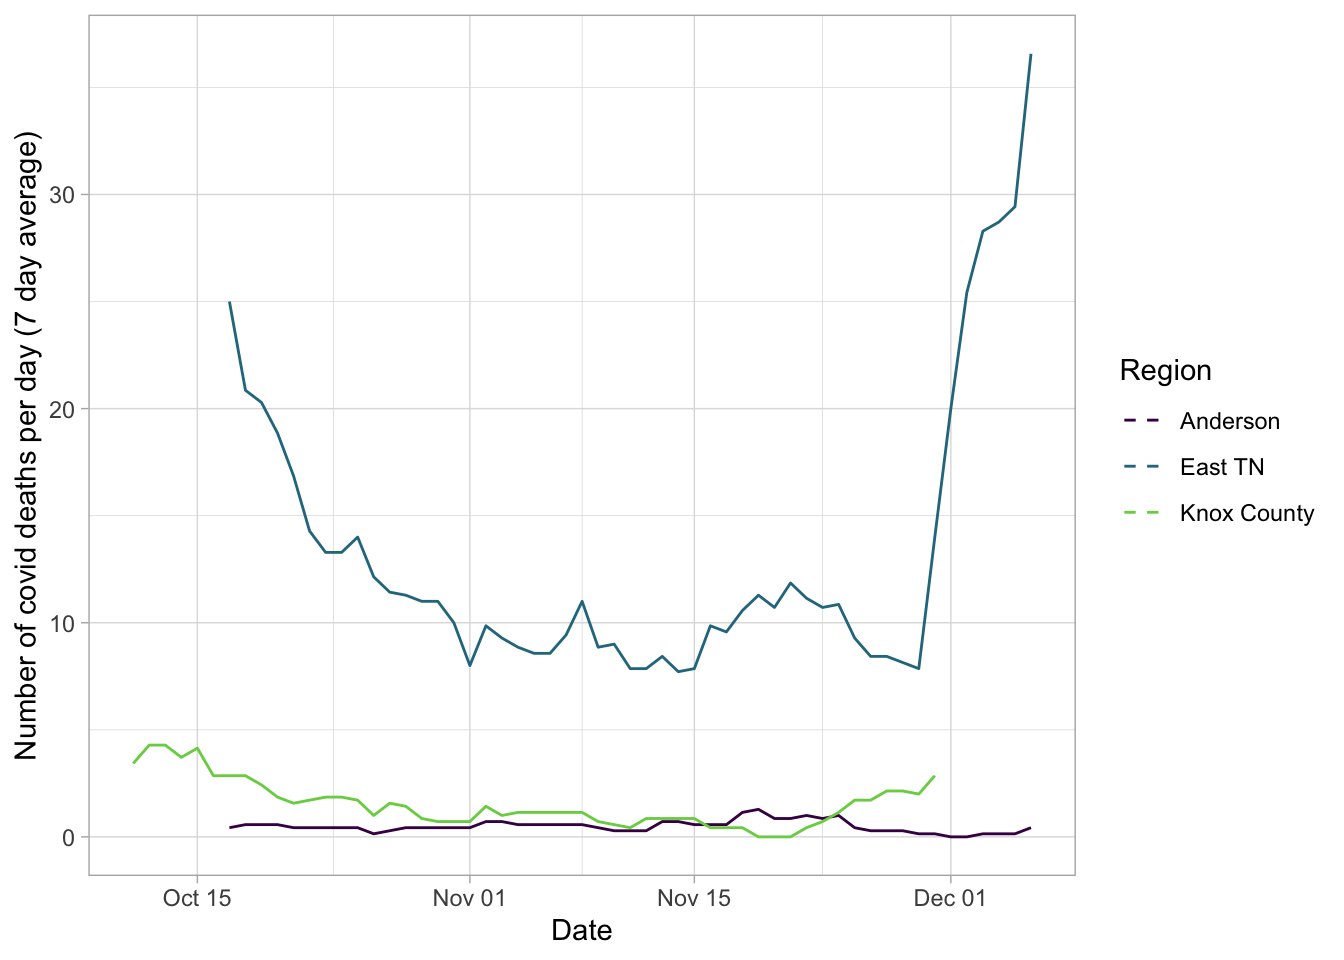 Number of covid deaths per day (7 day average)
30
20
10
0
Oct 15
Nov 01
Nov 15
Dec 01
Date
Region
Anderson
East TN
Knox County